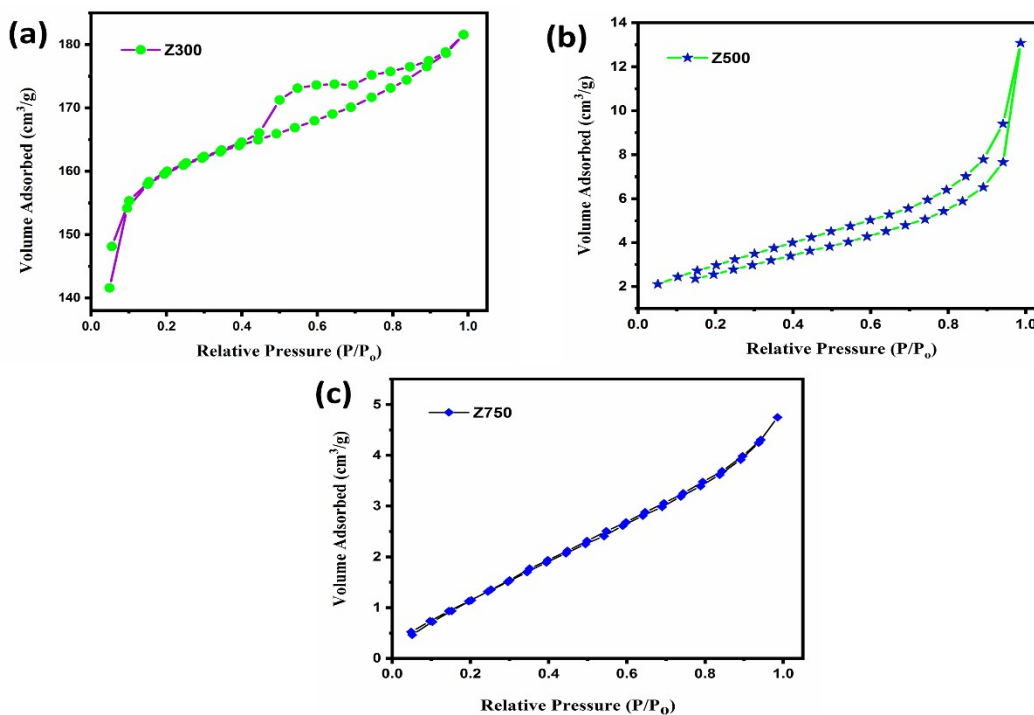 (a)
Z300
180
170
160
150
140
0.0 0.2 0.4 0.6 0.8 1.0
Volume Adsorbed (cm³/g)
Relative Pressure (P/Pₒ)
(b)
Z500
14
12
10
8
6
4
2
0.0 0.2 0.4 0.6 0.8 1.0
Volume Adsorbed (cm³/g)
Relative Pressure (P/Pₒ)
(c)
Z750
5
4
3
2
1
0
0.0 0.2 0.4 0.6 0.8 1.0
Volume Adsorbed (cm³/g)
Relative Pressure (P/Pₒ)